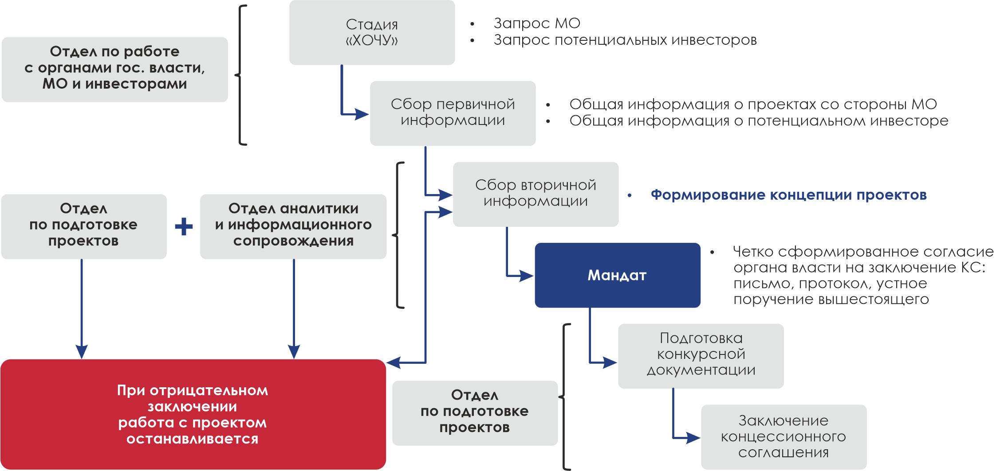 Стадия
«ХОЧУ»
• Запрос МО
• Запрос потенциальных инвесторов
Отдел по работе
с органами гос. власти,
МО и инвесторами
Сбор первичной
информации
• Общая информация о проектах со стороны МО
• Общая информация о потенциальном инвесторе
Сбор вторичной
информации
• Формирование концепции проектов
Отдел
по подготовке
проектов
+
Отдел аналитики
и информационного
сопровождения
Мандат
• Четко сформированное согласие
органа власти на заключение КС:
письмо, протокол, устное
поручение вышестоящего
Подготовка
конкурсной
документации
При отрицательном
заключении
работа с проектом
останавливается
Отдел
по подготовке
проектов
Заключение
концессионного
соглашения